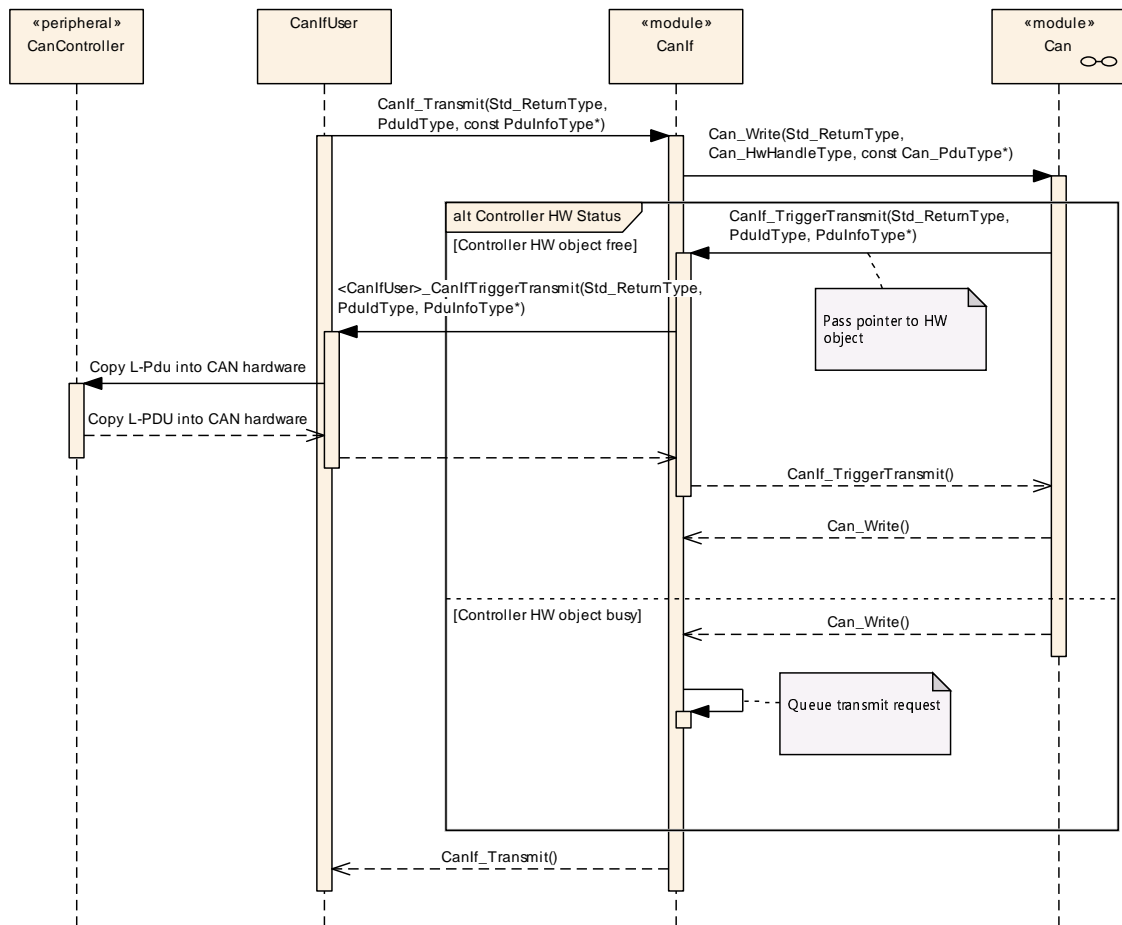 «peripheral»
CanController
CanIfUser
«module»
CanIf
«module»
Can
CanIf_Transmit(Std_ReturnType,
PduIdType, const PduInfoType*)
Can_Write(Std_ReturnType,
Can_HwHandleType, const Can_PduType*)
alt Controller HW Status
[Controller HW object free]
CanIf_TriggerTransmit(Std_ReturnType,
PduIdType, PduInfoType*)
<CanIfUser>_CanIfTriggerTransmit(Std_ReturnType,
PduIdType, PduInfoType*)
Pass pointer to HW
object
Copy L-Pdu into CAN hardware
Copy L-PDU into CAN hardware
CanIf_TriggerTransmit()
Can_Write()
[Controller HW object busy]
Can_Write()
Queue transmit request
CanIf_Transmit()